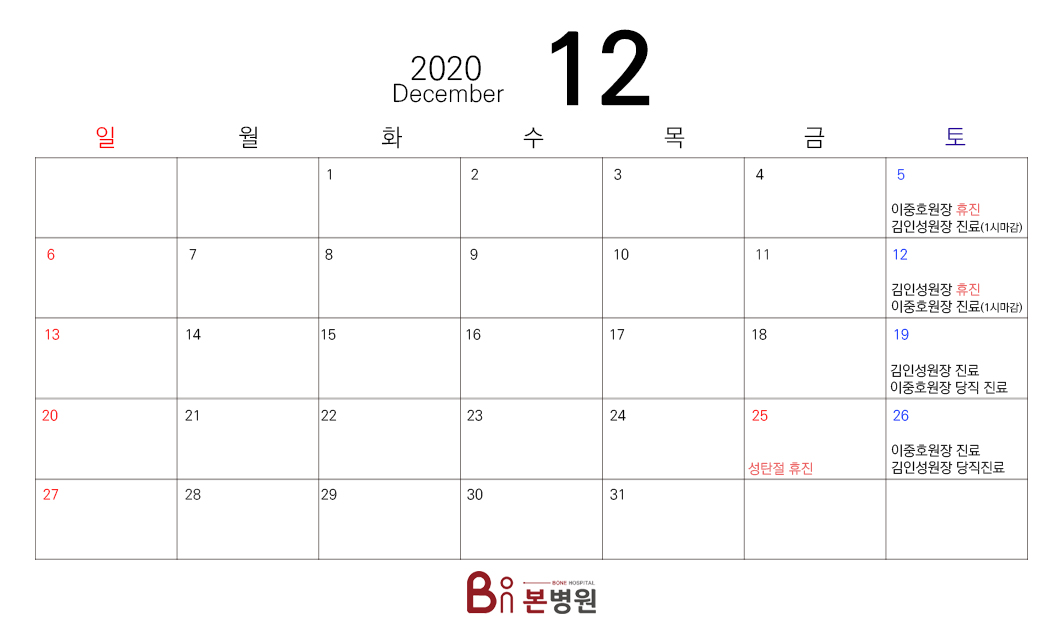 2020
December
12
일 월 화 수 목 금 토
1 2 3 4 5
이중호원장 휴진
김인성원장 진료(1시마감)
6 7 8 9 10 11 12
김인성원장 휴진
이중호원장 진료(1시마감)
13 14 15 16 17 18 19
김인성원장 진료
이중호원장 당직 진료
20 21 22 23 24 25 26
성탄절 휴진
이중호원장 진료
김인성원장 당직진료
27 28 29 30 31
Bon
BONE HOSPITAL
본병원